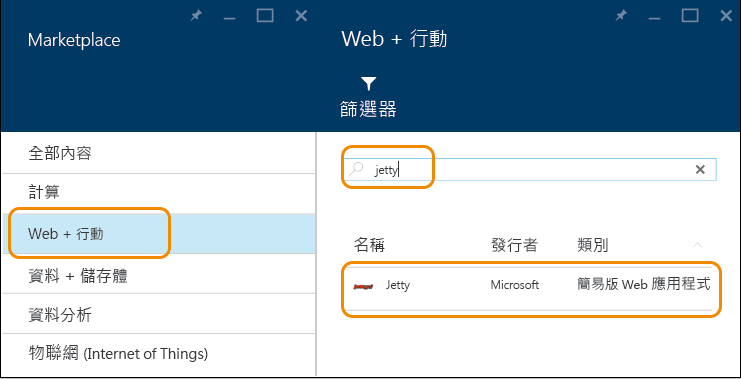 Marketplace
全部內容
計算
Web + 行動
資料 + 儲存體
資料分析
物聯網 (Internet of Things)
Web + 行動
篩選器
jetty
名稱 發行者 類別
Jetty Microsoft 簡易版 Web 應用程式